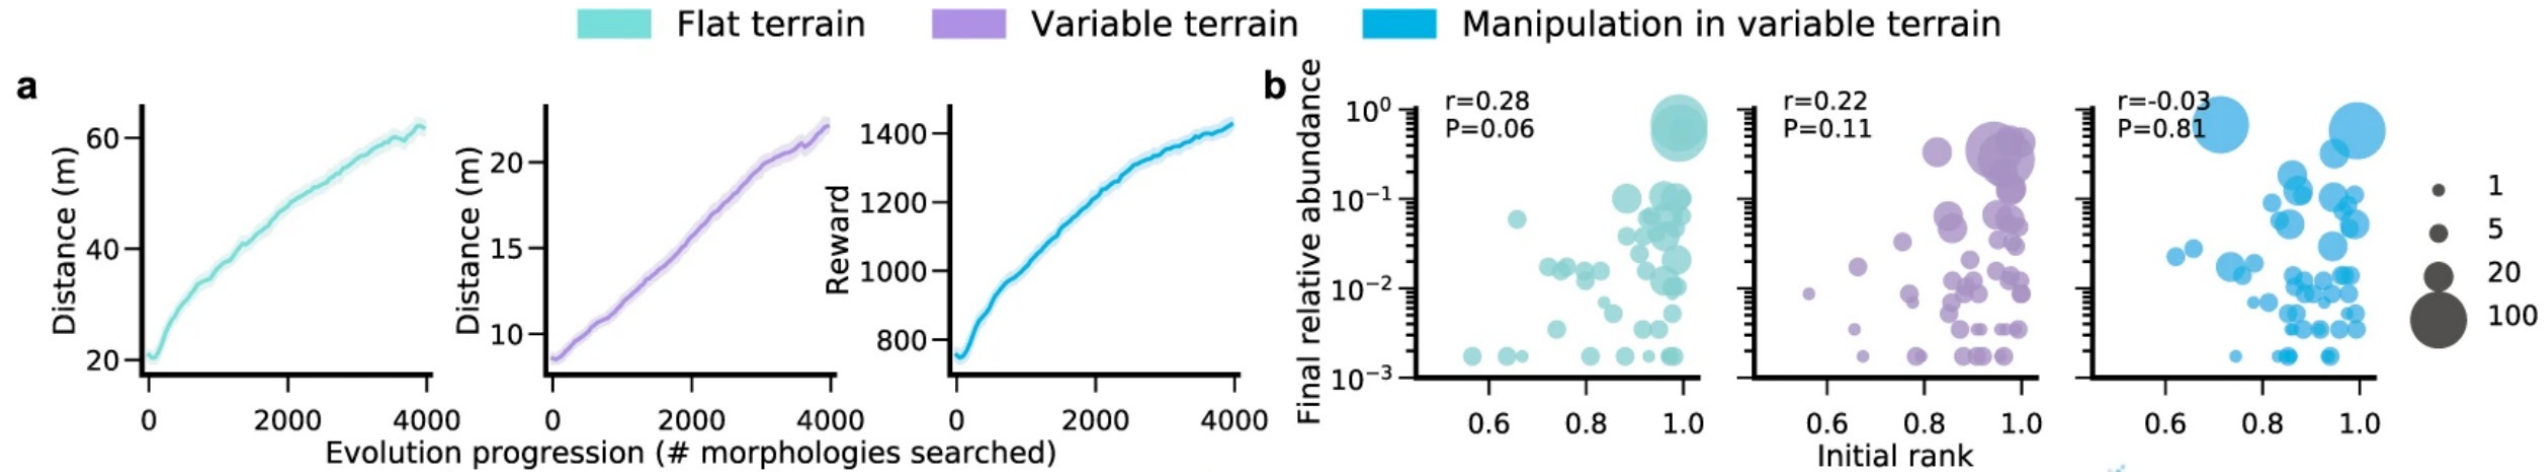 Flat terrain
Variable terrain
Manipulation in variable terrain
a
Distance (m)
60
40
20
0
2000
4000
Distance (m)
20
15
10
0
2000
4000
Reward
1400
1200
1000
800
0
2000
4000
Evolution progression (# morphologies searched)
b
Final relative abundance
10⁰
10⁻¹
10⁻²
10⁻³
r=0.28
P=0.06
0.6
0.8
1.0
r=0.22
P=0.11
0.6
0.8
1.0
r=-0.03
P=0.81
0.6
0.8
1.0
Initial rank
1
5
20
100